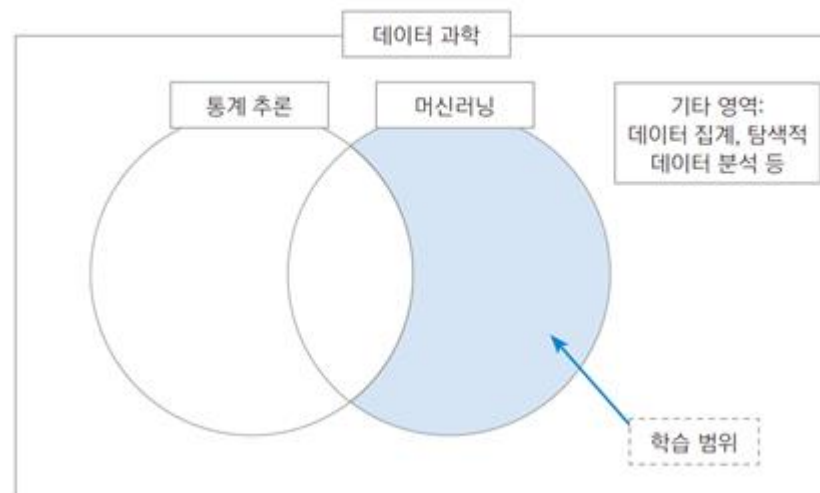 데이터 과학
통계 추론
머신러닝
기타 영역:
데이터 집계, 탐색적
데이터 분석 등
학습 범위